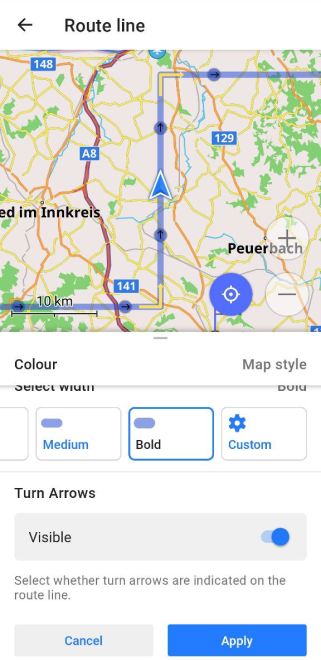 Route line
148
129
A8
ed im Innkreis
Peuerbach
141
10 km
Colour Map style
Select width Bold
Medium Bold Custom
Turn Arrows
Visible
Select whether turn arrows are indicated on the
route line.
Cancel Apply